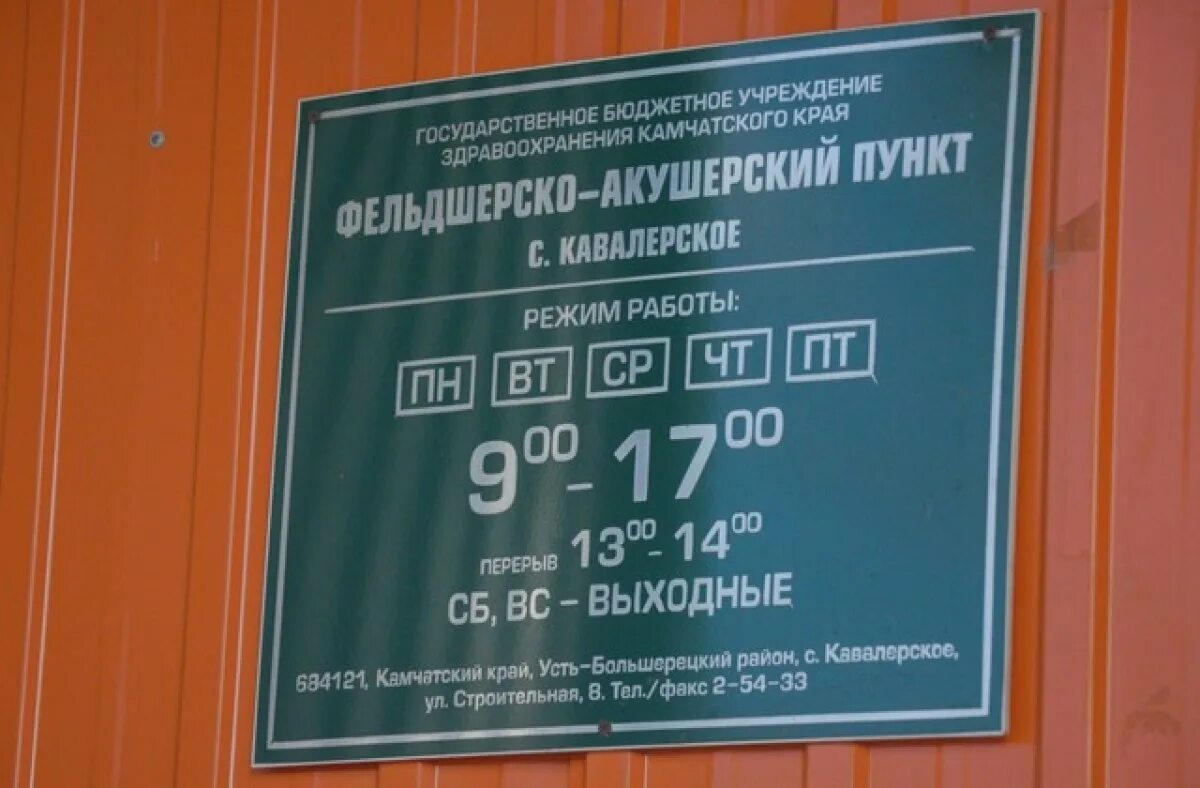 ГОСУДАРСТВЕННОЕ БЮДЖЕТНОЕ УЧРЕЖДЕНИЕ
ЗДРАВООХРАНЕНИЯ КАМЧАТСКОГО КРАЯ
ФЕЛЬДШЕРСКО-АКУШЕРСКИЙ ПУНКТ
С. КАВАЛЕРСКОЕ
РЕЖИМ РАБОТЫ:
ПН ВТ СР ЧТ ПТ
9⁰⁰ - 17⁰⁰
ПЕРЕРЫВ 13⁰⁰ - 14⁰⁰
СБ, ВС - ВЫХОДНЫЕ
684121, Камчатский край, Усть-Большерецкий район, с. Кавалерское,
ул. Строительная, 8. Тел./факс 2-54-33